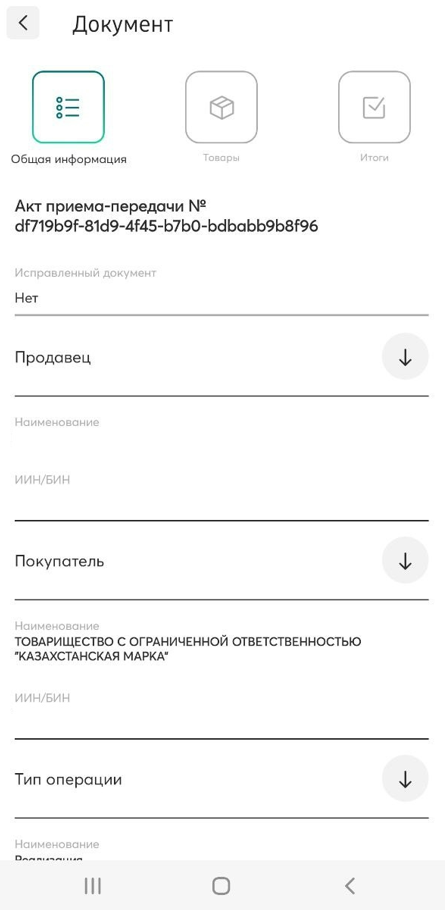 Документ
Общая информация
Товары
Итоги
Акт приема-передачи №
df719b9f-81d9-4f45-b7b0-bdbabb9b8f96
Исправленный документ
Нет
Продавец
Наименование
ИИН/БИН
Покупатель
Наименование
ТОВАРИЩЕСТВО С ОГРАНИЧЕННОЙ ОТВЕТСТВЕННОСТЬЮ
"КАЗАХСТАНСКАЯ МАРКА"
ИИН/БИН
Тип операции
Наименование
Реализация